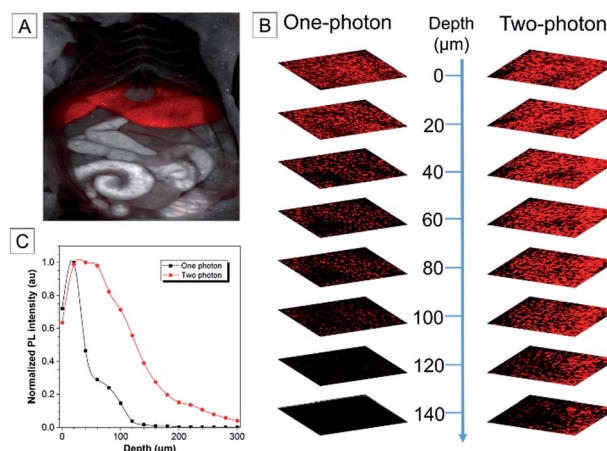 A
B
One-photon
Depth
(μm)
Two-photon
0
20
40
60
80
100
120
140
C
Normalized PL intensity (au)
1.0
0.8
0.6
0.4
0.2
0.0
One photon
Two photon
0
100
200
300
Depth (um)